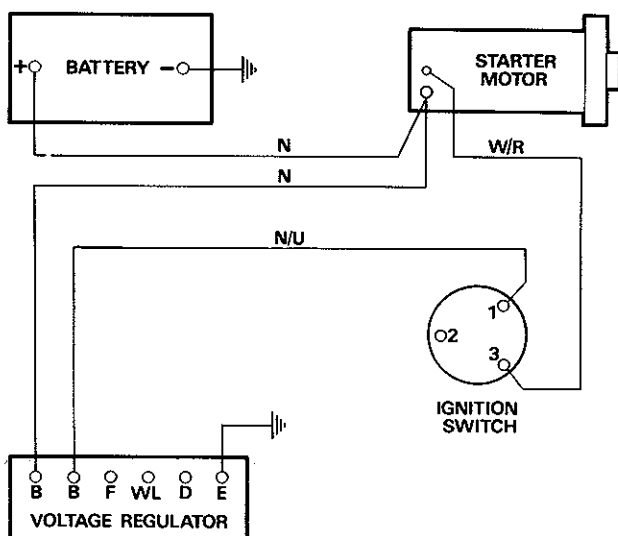 + BATTERY -
STARTER
MOTOR
N
W/R
N
N/U
1
2
3
IGNITION
SWITCH
B B F WL D E
VOLTAGE REGULATOR